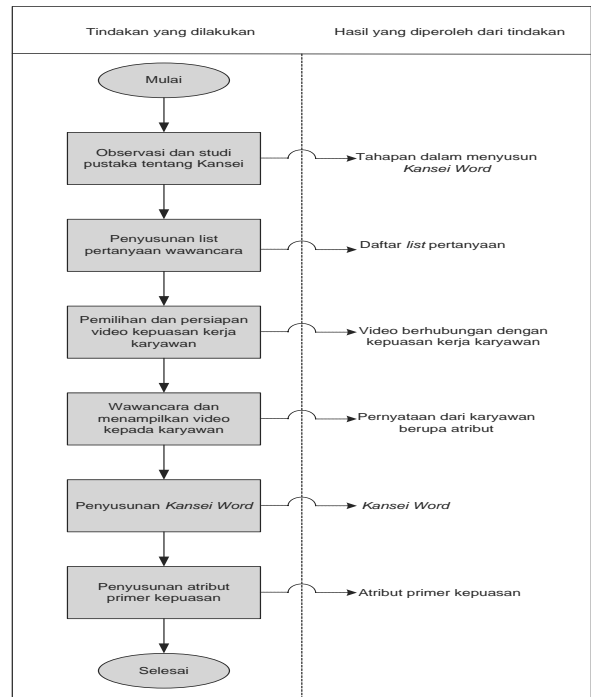 Tindakan yang dilakukan
Hasil yang diperoleh dari tindakan
Mulai
Observasi dan studi
pustaka tentang Kansei
Tahapan dalam menyusun
Kansei Word
Penyusunan list
pertanyaan wawancara
Daftar list pertanyaan
Pemilihan dan persiapan
video kepuasan kerja
karyawan
Video berhubungan dengan
kepuasan kerja karyawan
Wawancara dan
menampilkan video
kepada karyawan
Pernyataan dari karyawan
berupa atribut
Penyusunan Kansei Word
Kansei Word
Penyusunan atribut
primer kepuasan
Atribut primer kepuasan
Selesai